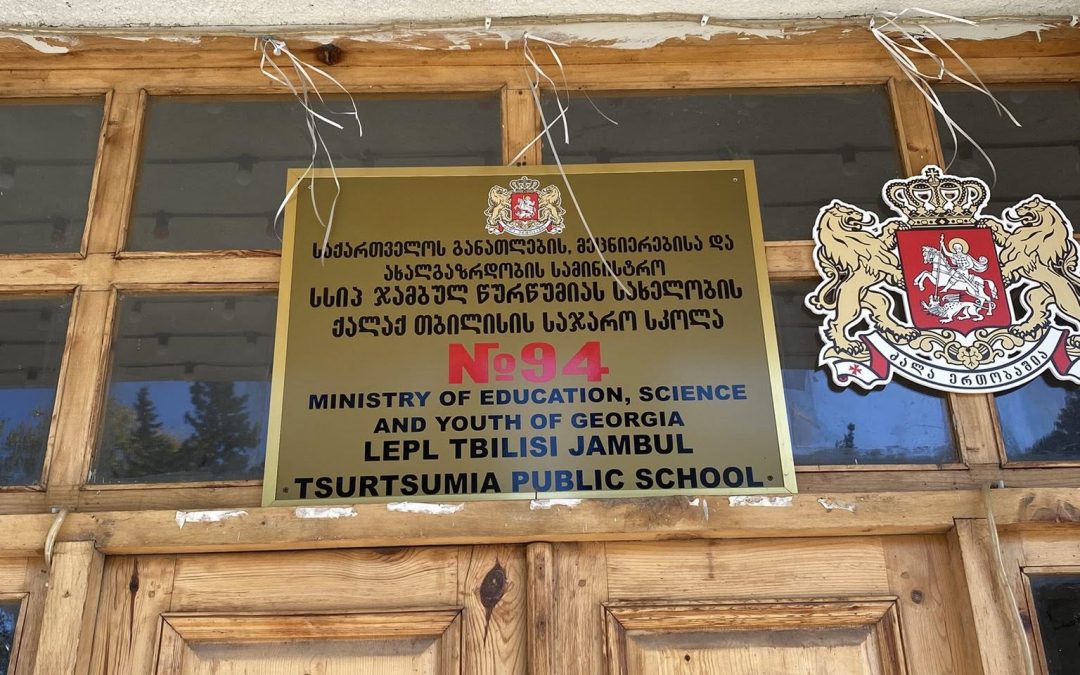 საქართველოს განათლების, მეცნიერებისა და
ახალგაზრდობის სამინისტრო
სსიპ ჯამბულ წურწუმიას სახელობის
ქალაქ თბილისის საჯარო სკოლა
№94
MINISTRY OF EDUCATION, SCIENCE
AND YOUTH OF GEORGIA
LEPL TBILISI JAMBUL
TSURTSUMIA PUBLIC SCHOOL
ძალა ერთობაშია